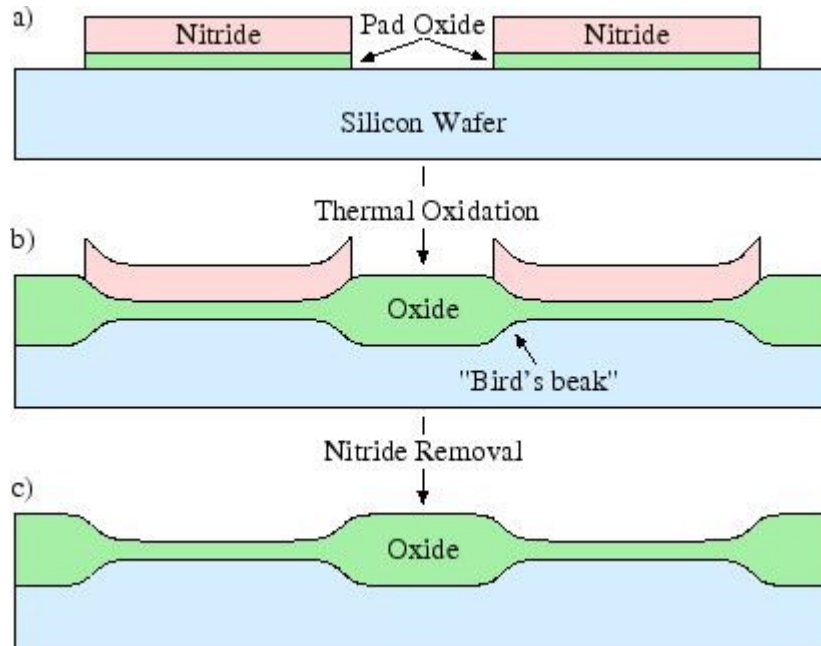 a)
Nitride
Pad Oxide
Nitride
Silicon Wafer
Thermal Oxidation
b)
Oxide
"Bird's beak"
Nitride Removal
c)
Oxide